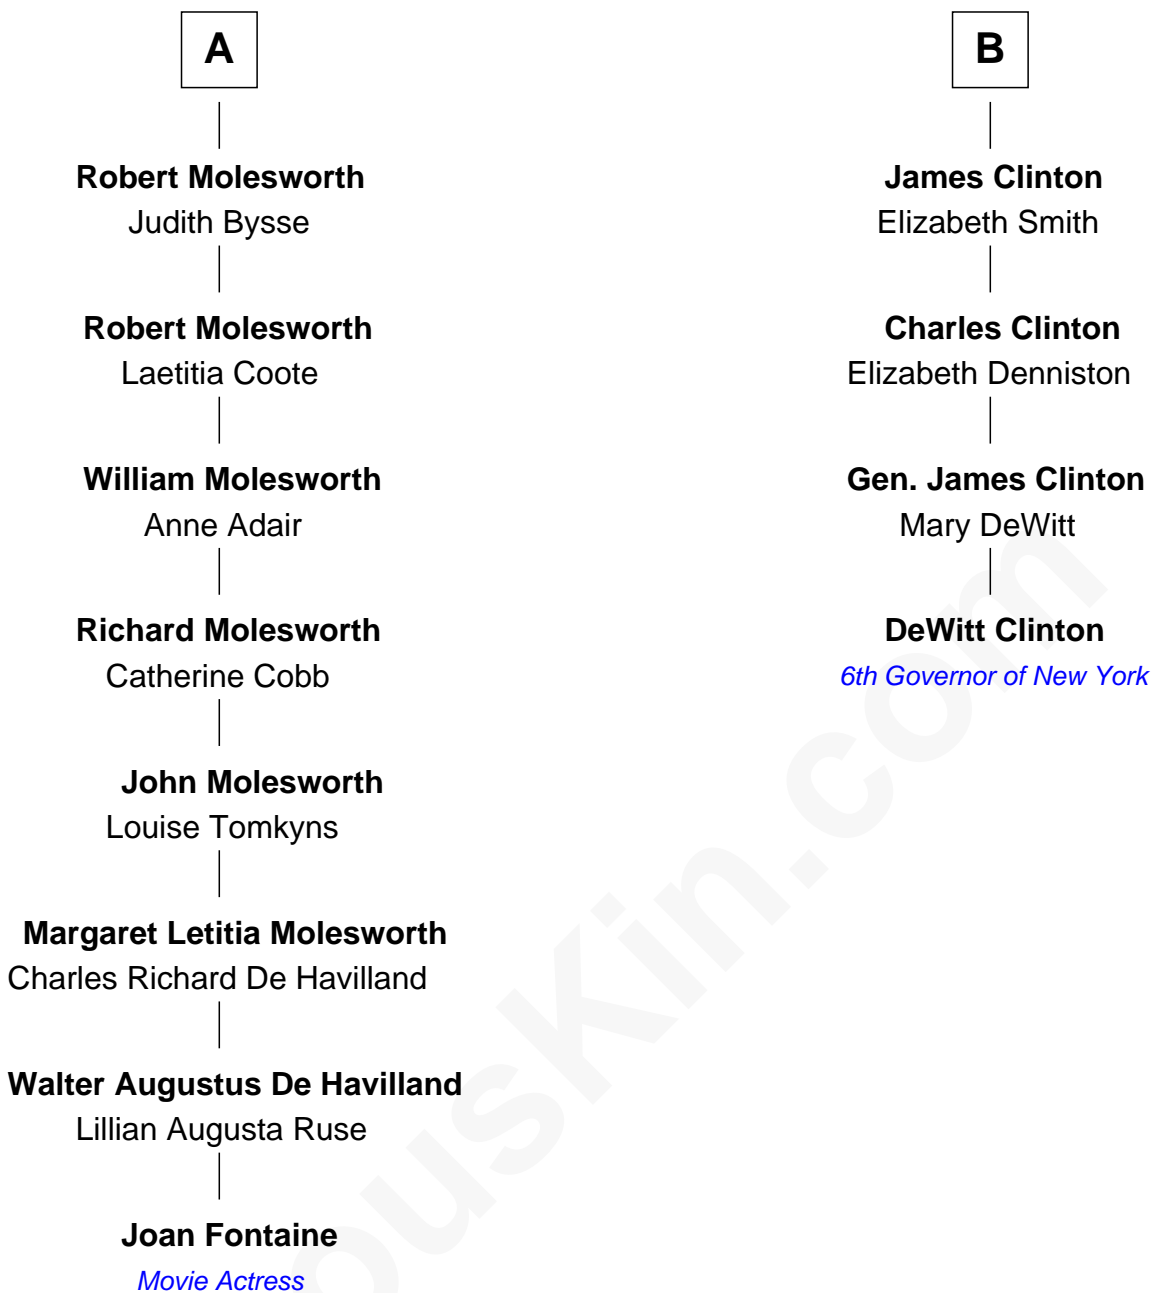 A
Robert Molesworth
Judith Bysse
Robert Molesworth
Laetitia Coote
William Molesworth
Anne Adair
Richard Molesworth
Catherine Cobb
John Molesworth
Louise Tomkyns
Margaret Letitia Molesworth
Charles Richard De Havilland
Walter Augustus De Havilland
Lillian Augusta Ruse
Joan Fontaine
Movie Actress
B
James Clinton
Elizabeth Smith
Charles Clinton
Elizabeth Denniston
Gen. James Clinton
Mary DeWitt
DeWitt Clinton
6th Governor of New York
ouskin.com